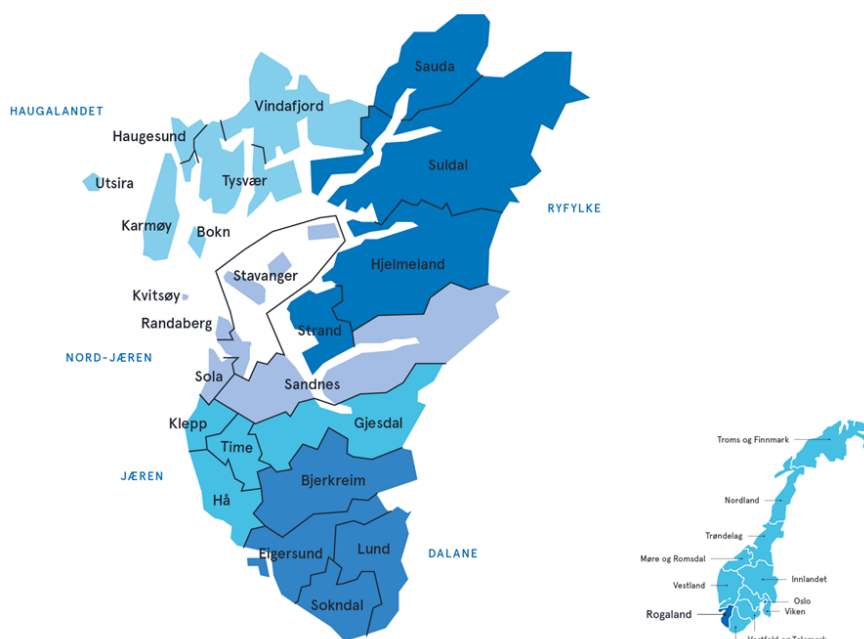 Sauda
HAUGALANDET
Vindafjord
Haugesund
Suldal
Utsira
Tysvær
RYFYLKE
Karmøy
Bokn
Hjelmeland
Stavanger
Kvitsøy
Randaberg
Strand
NORD-JÆREN
Sola
Sandnes
Klepp
Gjesdal
Time
JÆREN
Bjerkreim
Hå
Eigersund
Lund
DALANE
Sokndal
Troms og Finnmark
Nordland
Trøndelag
Møre og Romsdal
Vestland
Innlandet
Oslo
Viken
Rogaland